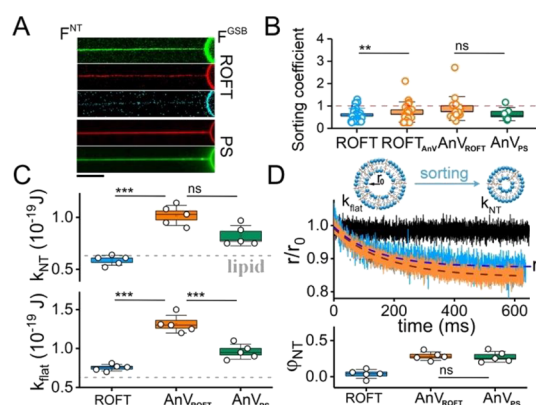 A
F^NT
F^GSB
ROFT
PS
B
Sorting coefficient
4
3
2
1
0
**
ns
ROFT
ROFT_AnV
AnV_ROFT
AnV_PS
C
k_NT (10^-19 J)
1.0
0.5
***
ns
lipid
k_flat (10^-19 J)
1.5
1.0
0.5
***
***
ROFT
AnV_ROFT
AnV_PS
D
r_0
sorting
k_flat
k_NT
r/r_0
1.0
0.9
0.8
0
200
400
600
time (ms)
φ_NT
0.5
0.0
ns
ROFT
AnV_ROFT
AnV_PS